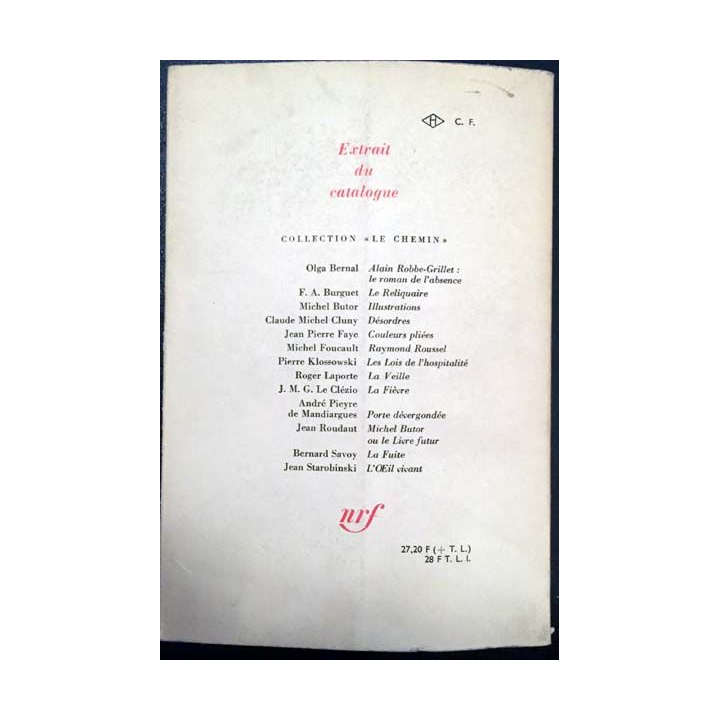 H C. F.
Extrait
du
catalogue
COLLECTION «LE CHEMIN»
Olga Bernal Alain Robbe-Grillet :
le roman de l'absence
F. A. Burguet Le Reliquaire
Michel Butor Illustrations
Claude Michel Cluny Désordres
Jean Pierre Faye Couleurs pliées
Michel Foucault Raymond Roussel
Pierre Klossowski Les Lois de l'hospitalité
Roger Laporte La Veille
J. M. G. Le Clézio La Fièvre
André Pieyre
de Mandiargues Porte dévergondée
Jean Roudaut Michel Butor
ou le Livre futur
Bernard Savoy La Fuite
Jean Starobinski L'Œil vivant
nrf
27,20 F (+ T. L.)
28 F T. L. I.